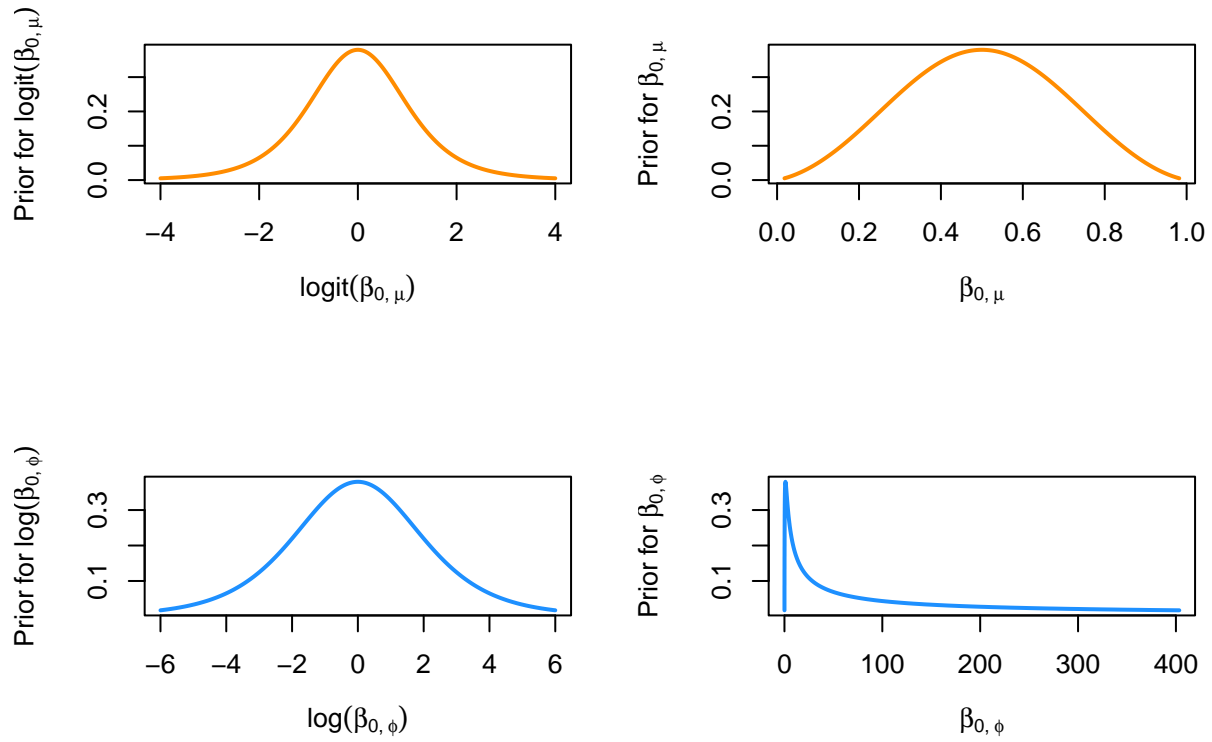 Prior for logit(β0, μ)
0.0 0.2
−4 −2 0 2 4
logit(β0, μ)
Prior for β0, μ
0.0 0.2
0.0 0.2 0.4 0.6 0.8 1.0
β0, μ
Prior for log(β0, ϕ)
0.1 0.3
−6 −4 −2 0 2 4 6
log(β0, ϕ)
Prior for β0, ϕ
0.1 0.3
0 100 200 300 400
β0, ϕ